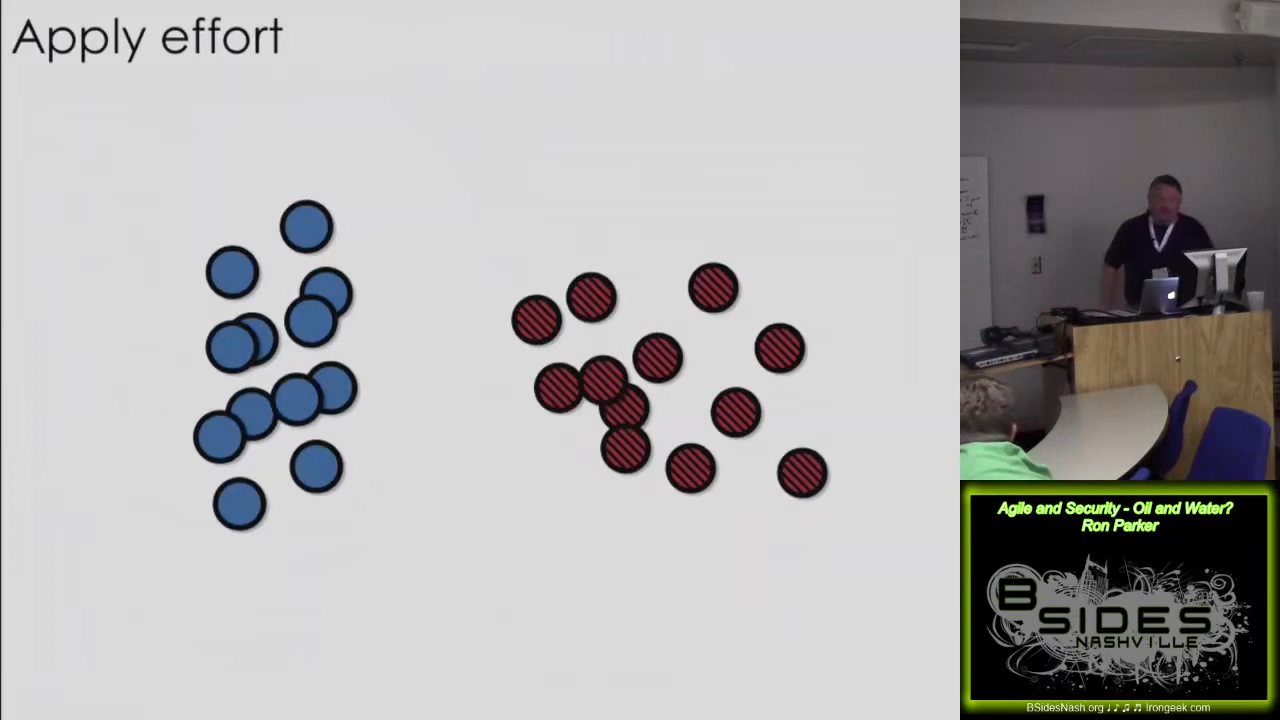 Apply effort
Agile and Security - Oil and Water?
Ron Parker
BSIDES
NASHVILLE
BSidesNash.org ♩♪♫♬ Irongeek.com